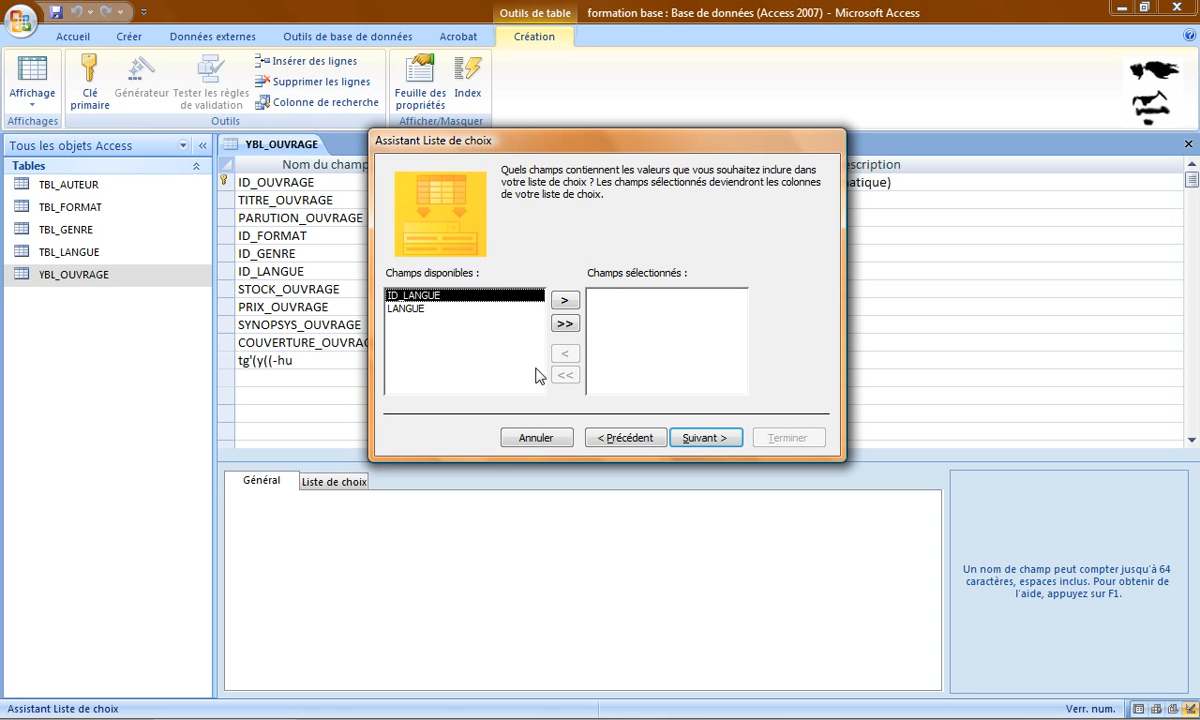 Outils de table
formation base : Base de données (Access 2007) - Microsoft Access
Accueil
Créer
Données externes
Outils de base de données
Acrobat
Création
Affichage
Clé primaire
Générateur
Tester les règles de validation
Insérer des lignes
Supprimer les lignes
Colonne de recherche
Feuille des propriétés
Index
Affichages
Outils
Afficher/Masquer
Tous les objets Access
«
Tables
TBL_AUTEUR
TBL_FORMAT
TBL_GENRE
TBL_LANGUE
YBL_OUVRAGE
YBL_OUVRAGE
Nom du champ
escription
ID_OUVRAGE
matique)
TITRE_OUVRAGE
PARUTION_OUVRAGE
ID_FORMAT
ID_GENRE
ID_LANGUE
STOCK_OUVRAGE
PRIX_OUVRAGE
SYNOPSYS_OUVRAGE
COUVERTURE_OUVRAG
tg'(y((-hu
Assistant Liste de choix
Quels champs contiennent les valeurs que vous souhaitez inclure dans
votre liste de choix ? Les champs sélectionnés deviendront les colonnes
de votre liste de choix.
Champs disponibles :
Champs sélectionnés :
ID_LANGUE
LANGUE
>
>>
<
<<
Annuler
< Précédent
Suivant >
Terminer
Général
Liste de choix
Un nom de champ peut compter jusqu'à 64
caractères, espaces inclus. Pour obtenir de
l'aide, appuyez sur F1.
Assistant Liste de choix
Verr. num.